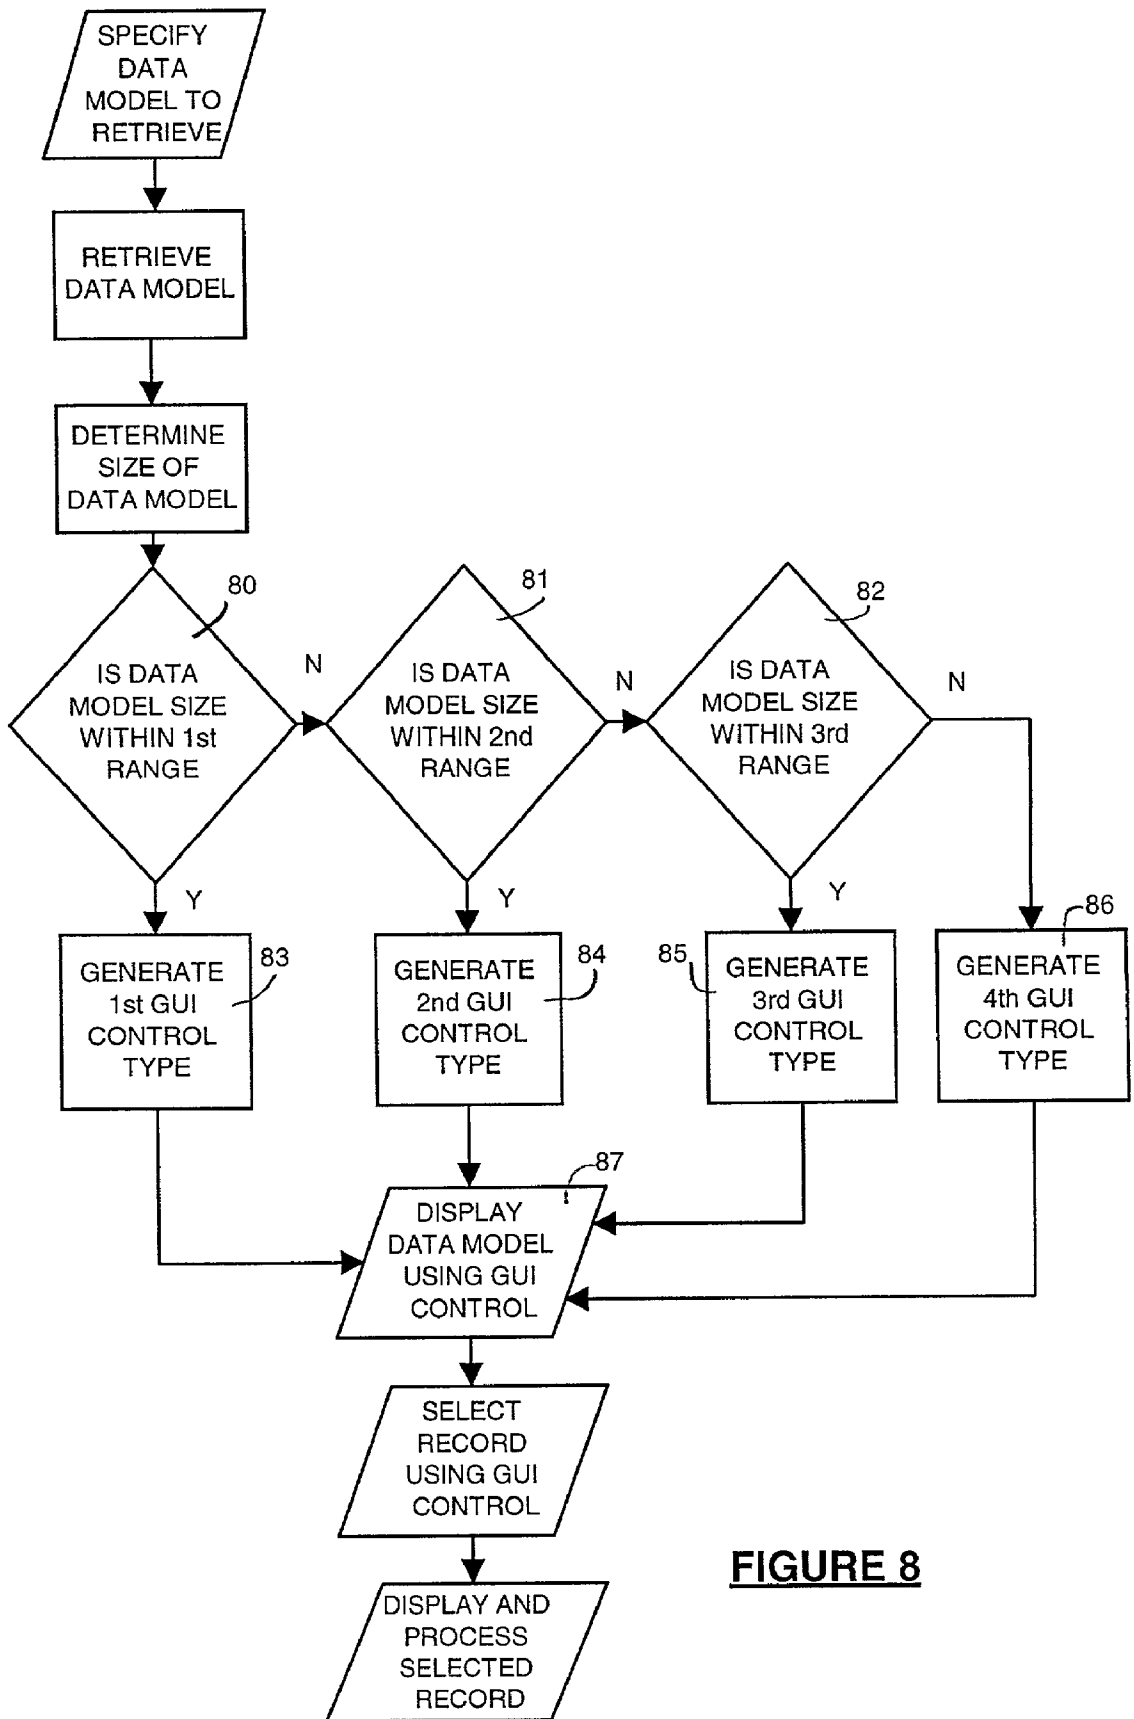 SPECIFY
DATA
MODEL TO
RETRIEVE
RETRIEVE
DATA MODEL
DETERMINE
SIZE OF
DATA MODEL
80
IS DATA
MODEL SIZE
WITHIN 1st
RANGE
N
Y
81
IS DATA
MODEL SIZE
WITHIN 2nd
RANGE
N
Y
82
IS DATA
MODEL SIZE
WITHIN 3rd
RANGE
N
Y
GENERATE
1st GUI
CONTROL
TYPE
83
GENERATE
2nd GUI
CONTROL
TYPE
84
85
GENERATE
3rd GUI
CONTROL
TYPE
86
GENERATE
4th GUI
CONTROL
TYPE
87
DISPLAY
DATA MODEL
USING GUI
CONTROL
SELECT
RECORD
USING GUI
CONTROL
DISPLAY AND
PROCESS
SELECTED
RECORD
FIGURE 8